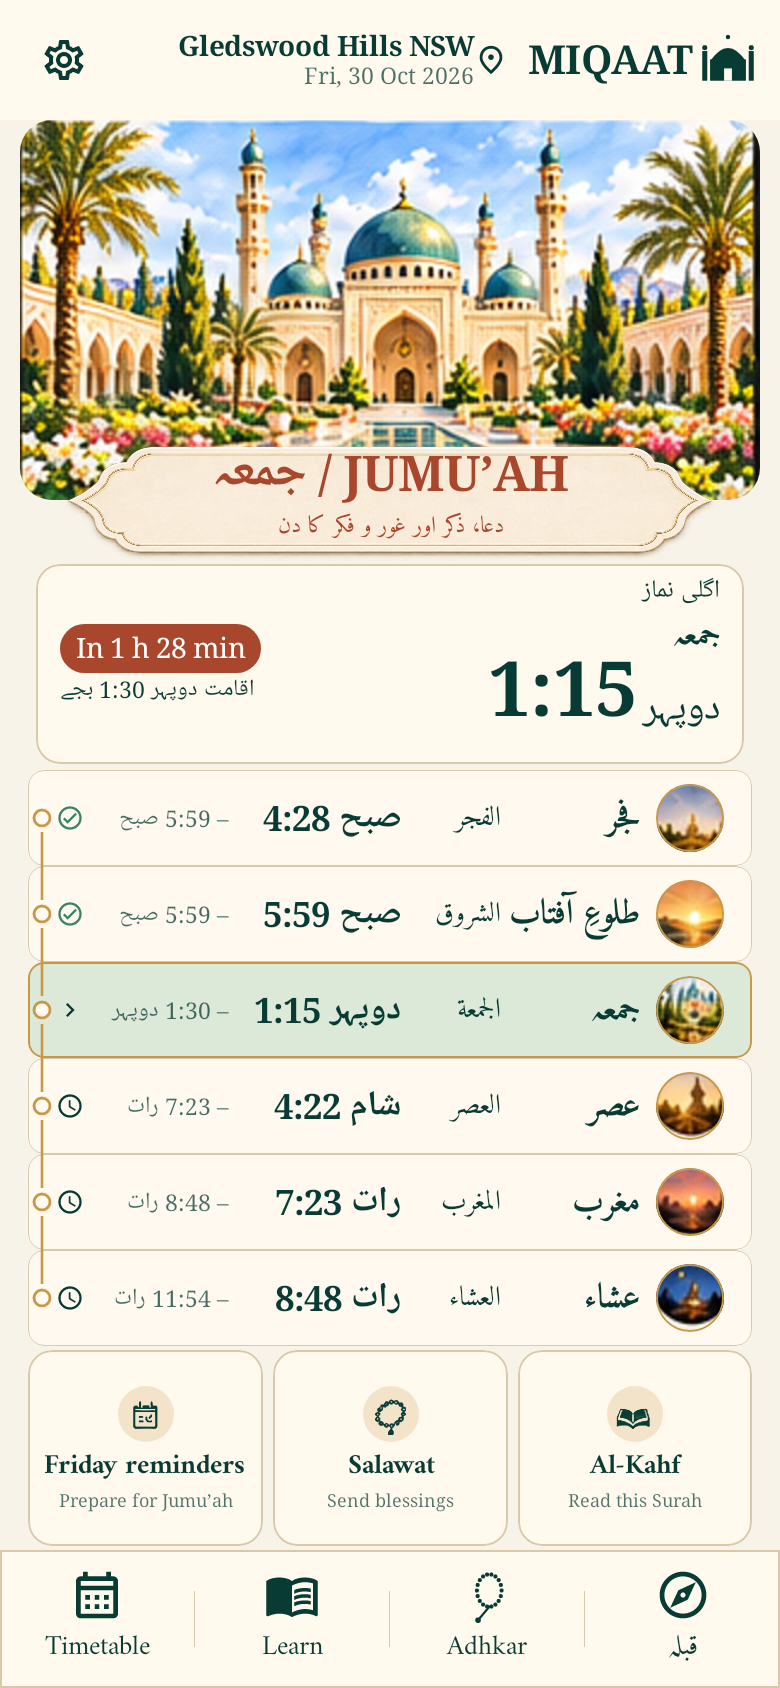 MIQAAT
Gledswood Hills NSW
Fri, 30 Oct 2026
جمعہ / JUMU’AH
دعا، ذکر اور غور و فکر کا دن
اگلی نماز
جمعہ
دوپہر 1:15
In 1 h 28 min
اقامت دوپہر 1:30 بجے
فجر الفجر صبح 4:28 – 5:59 صبح
طلوعِ آفتاب الشروق صبح 5:59 – 5:59 صبح
جمعہ الجمعة دوپہر 1:15 – 1:30 دوپہر
عصر العصر شام 4:22 – 7:23 رات
مغرب المغرب رات 7:23 – 8:48 رات
عشاء العشاء رات 8:48 – 11:54 رات
Al-Kahf
Read this Surah
Salawat
Send blessings
Friday reminders
Prepare for Jumu’ah
قبلہ
Adhkar
Learn
Timetable